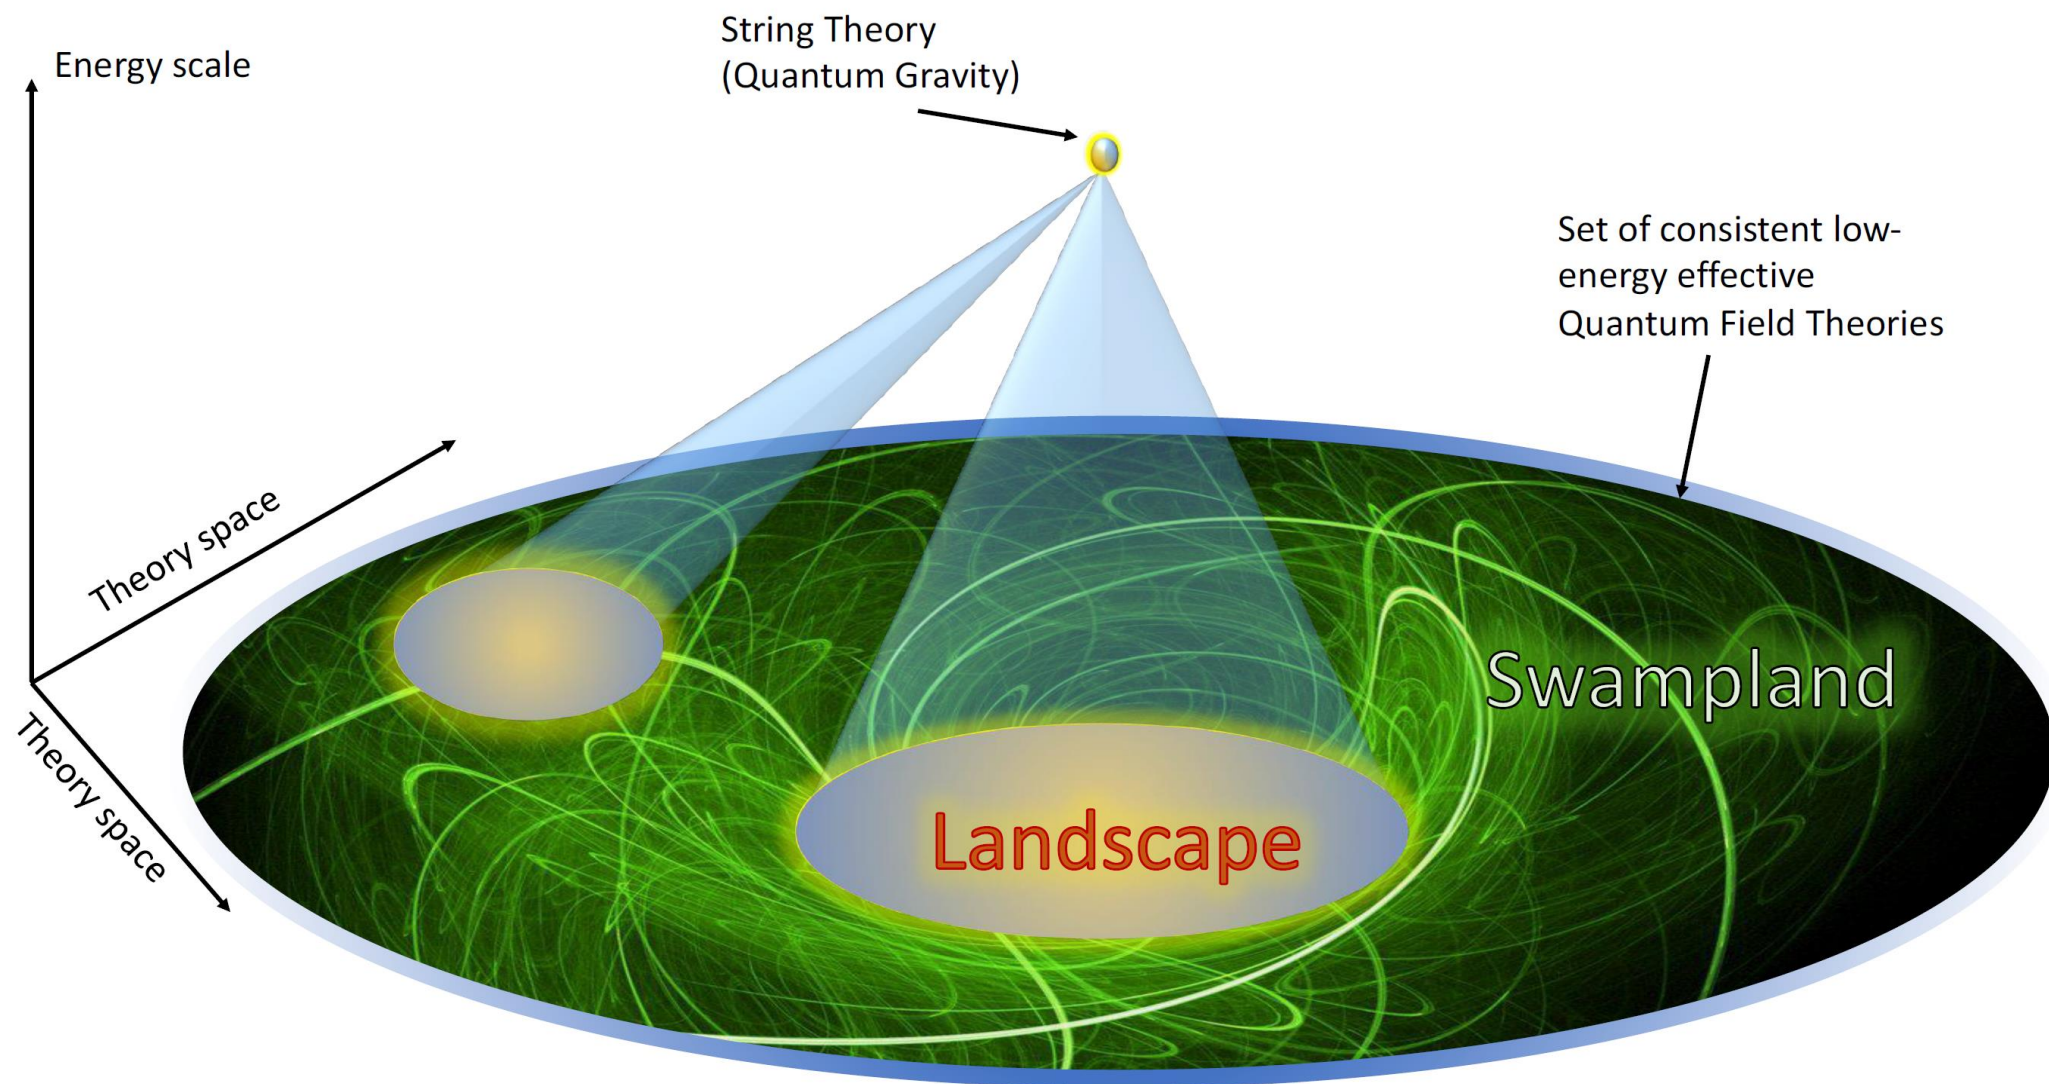 Energy scale
String Theory
(Quantum Gravity)
Set of consistent low-
energy effective
Quantum Field Theories
Theory space
Theory space
Swampland
Landscape